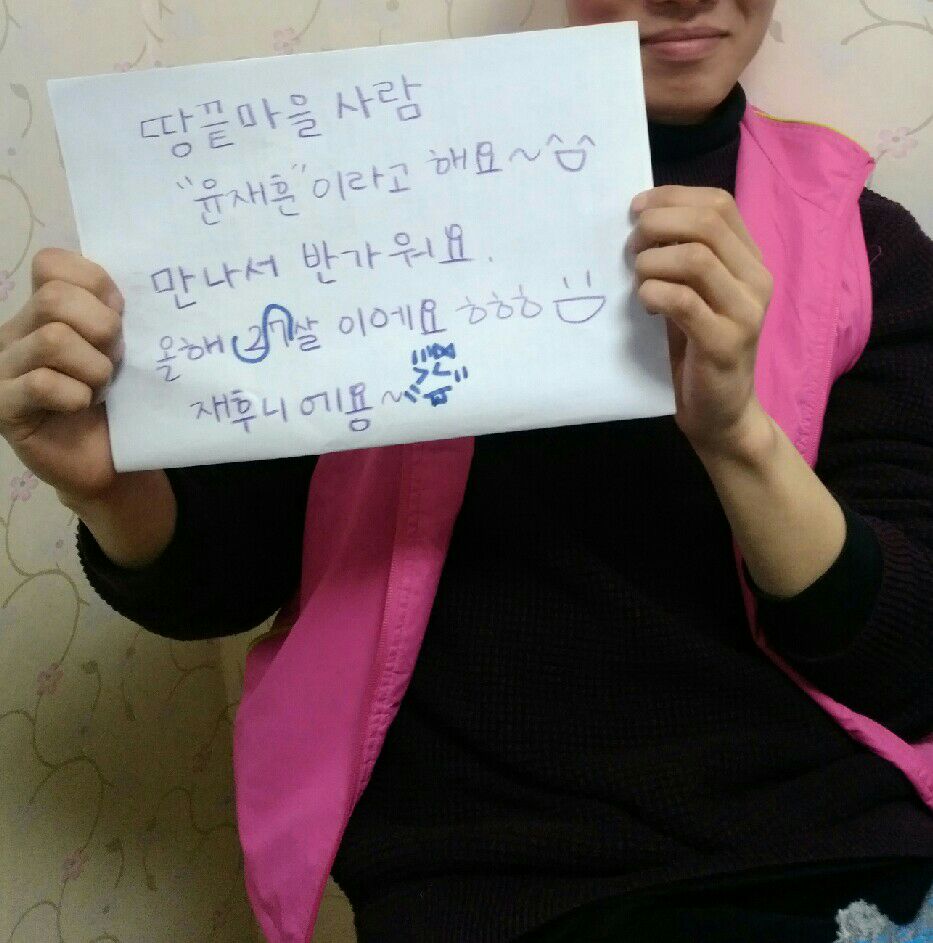 땅끝마을 사람
"윤재훈"이라고 해요~^^
만나서 반가워요.
올해 27살 이에요 ㅎㅎㅎ
재후니에용~